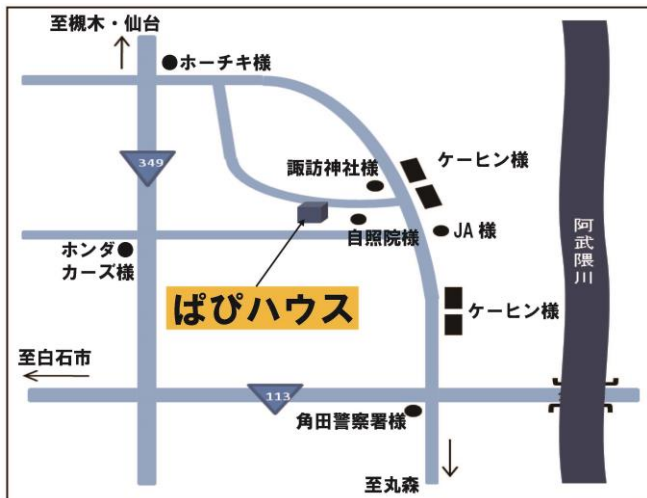 至槻木・仙台
●ホーチキ様
349
諏訪神社様
ケーヒン様
自照院様
JA様
阿武隈川
ホンダ
カーズ様
ぱぴハウス
ケーヒン様
至白石市
113
角田警察署様
至丸森